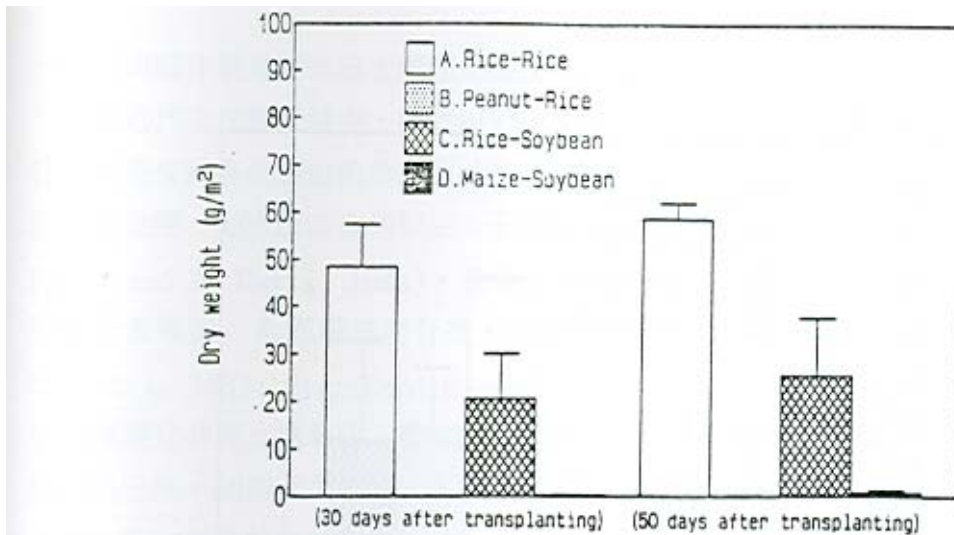 100
90
80
70
60
50
40
30
20
10
0
Dry weight (g/m²)
A.Rice-Rice
B.Peanut-Rice
C.Rice-Soybean
D.Maize-Soybean
(30 days after transplanting)
(50 days after transplanting)